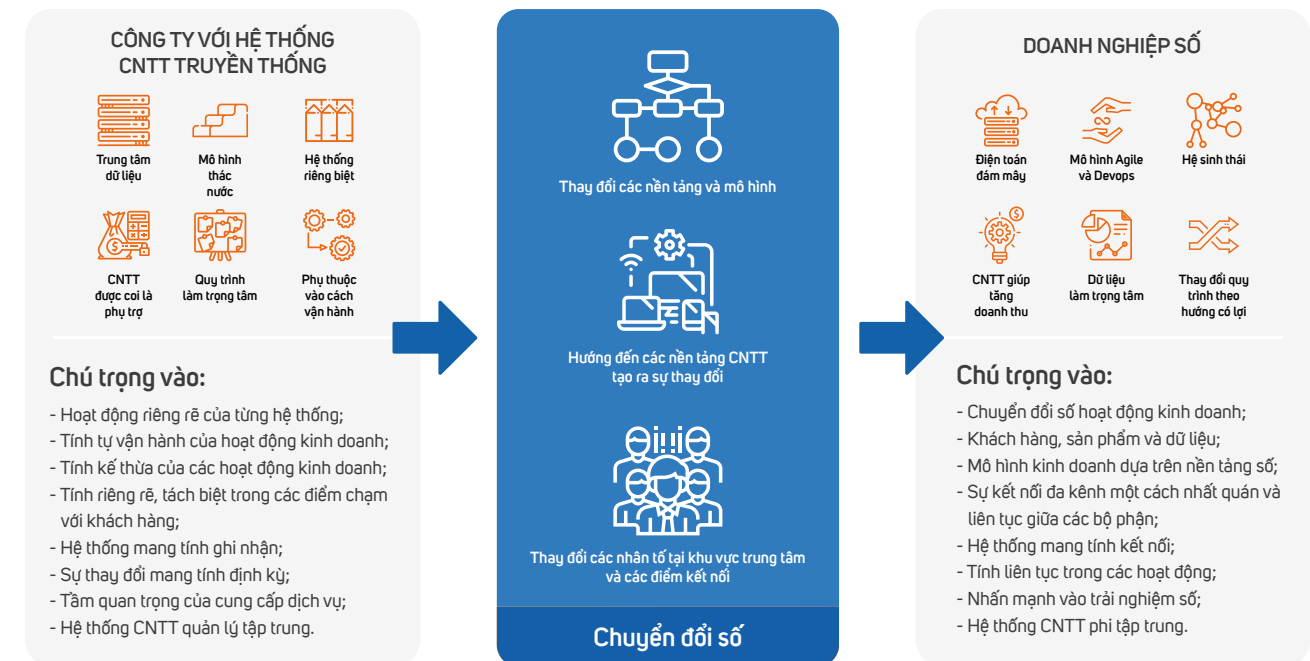 CÔNG TY VỚI HỆ THỐNG
CNTT TRUYỀN THỐNG
Trung tâm
dữ liệu
Mô hình
thác
nước
Hệ thống
riêng biệt
CNTT
được coi là
phụ trợ
Quy trình
làm trọng tâm
Phụ thuộc
vào cách
vận hành
Chú trọng vào:
- Hoạt động riêng rẽ của từng hệ thống;
- Tính tự vận hành của hoạt động kinh doanh;
- Tính kế thừa của các hoạt động kinh doanh;
- Tính riêng rẽ, tách biệt trong các điểm chạm
với khách hàng;
- Hệ thống mang tính ghi nhận;
- Sự thay đổi mang tính định kỳ;
- Tầm quan trọng của cung cấp dịch vụ;
- Hệ thống CNTT quản lý tập trung.
Thay đổi các nền tảng và mô hình
Hướng đến các nền tảng CNTT
tạo ra sự thay đổi
Thay đổi các nhân tố tại khu vực trung tâm
và các điểm kết nối
Chuyển đổi số
DOANH NGHIỆP SỐ
Điện toán
đám mây
Mô hình Agile
và Devops
Hệ sinh thái
CNTT giúp
tăng
doanh thu
Dữ liệu
làm trọng tâm
Thay đổi quy
trình theo
hướng có lợi
Chú trọng vào:
- Chuyển đổi số hoạt động kinh doanh;
- Khách hàng, sản phẩm và dữ liệu;
- Mô hình kinh doanh dựa trên nền tảng số;
- Sự kết nối đa kênh một cách nhất quán và
liên tục giữa các bộ phận;
- Hệ thống mang tính kết nối;
- Tính liên tục trong các hoạt động;
- Nhấn mạnh vào trải nghiệm số;
- Hệ thống CNTT phi tập trung.